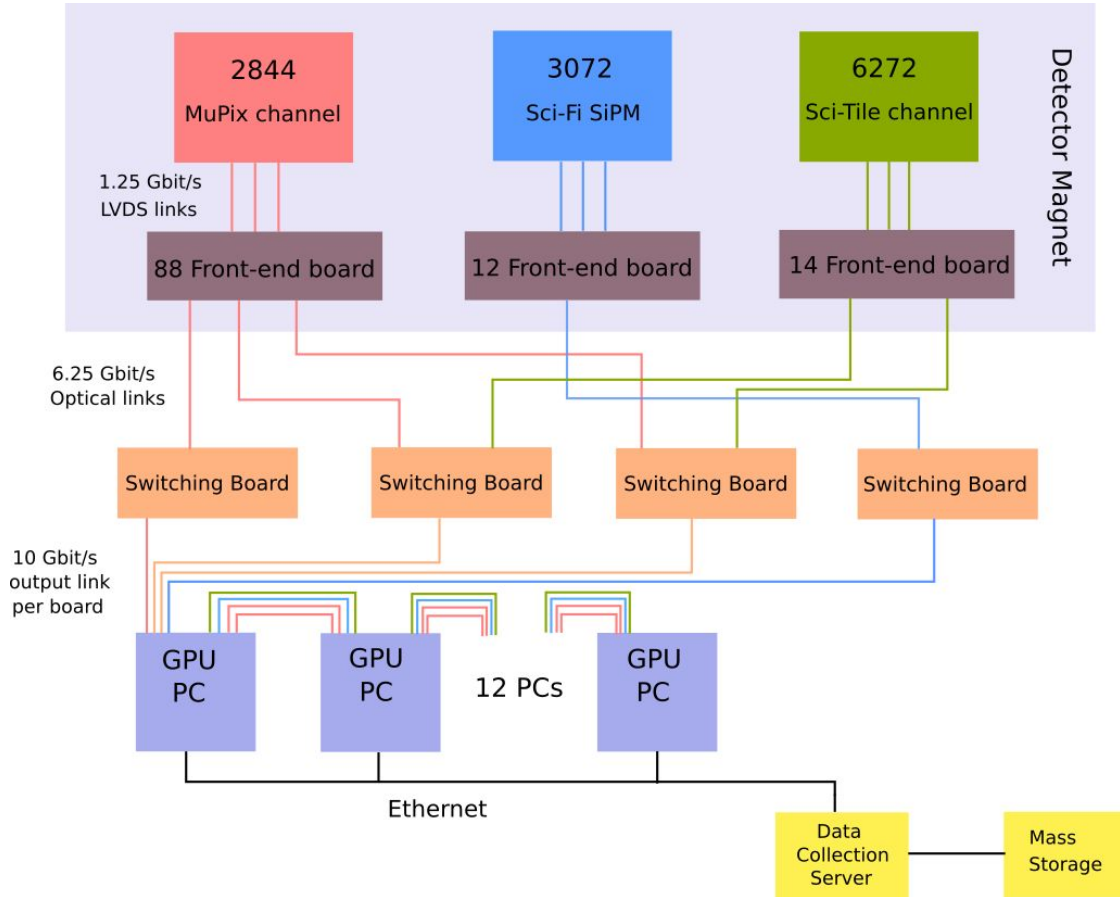 2844
MuPix channel
3072
Sci-Fi SiPM
6272
Sci-Tile channel
Detector Magnet
1.25 Gbit/s
LVDS links
88 Front-end board
12 Front-end board
14 Front-end board
6.25 Gbit/s
Optical links
Switching Board
Switching Board
Switching Board
Switching Board
10 Gbit/s
output link
per board
GPU
PC
GPU
PC
12 PCs
GPU
PC
Ethernet
Data
Collection
Server
Mass
Storage